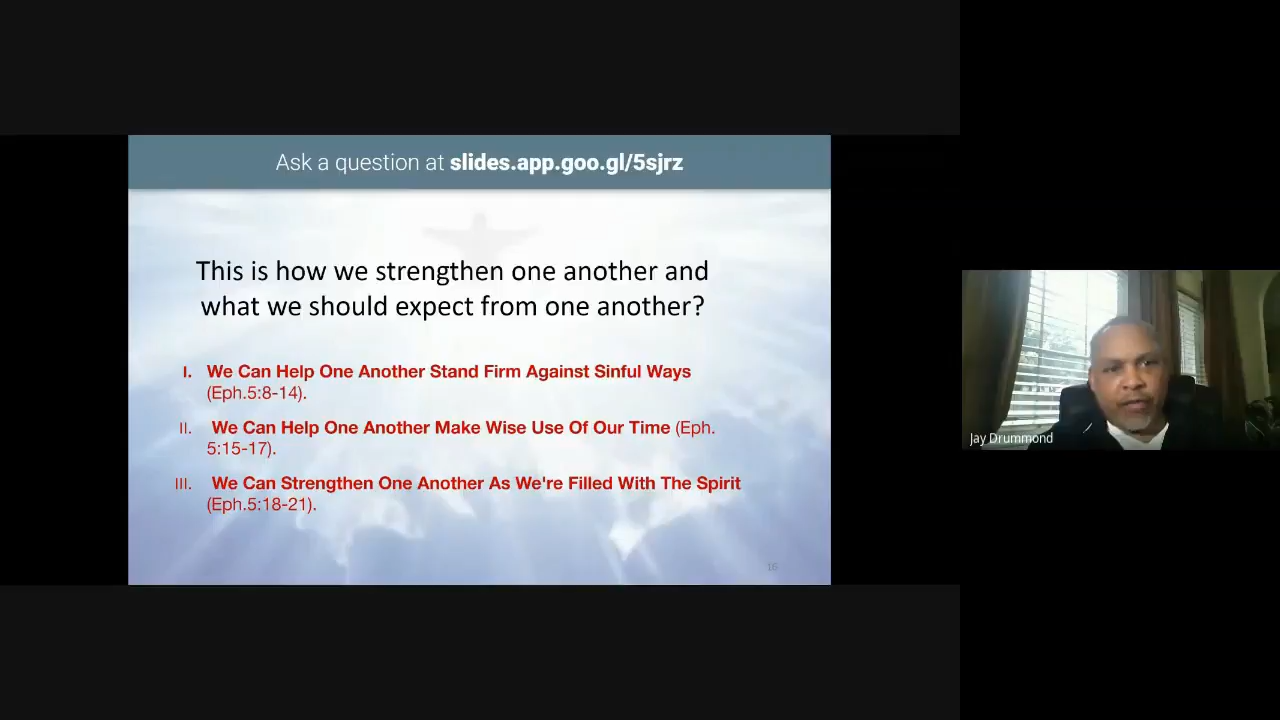 Ask a question at slides.app.goo.gl/5sjrz
This is how we strengthen one another and
what we should expect from one another?
I. We Can Help One Another Stand Firm Against Sinful Ways
(Eph.5:8-14).
II. We Can Help One Another Make Wise Use Of Our Time (Eph.
5:15-17).
III. We Can Strengthen One Another As We're Filled With The Spirit
(Eph.5:18-21).
16
Jay Drummond